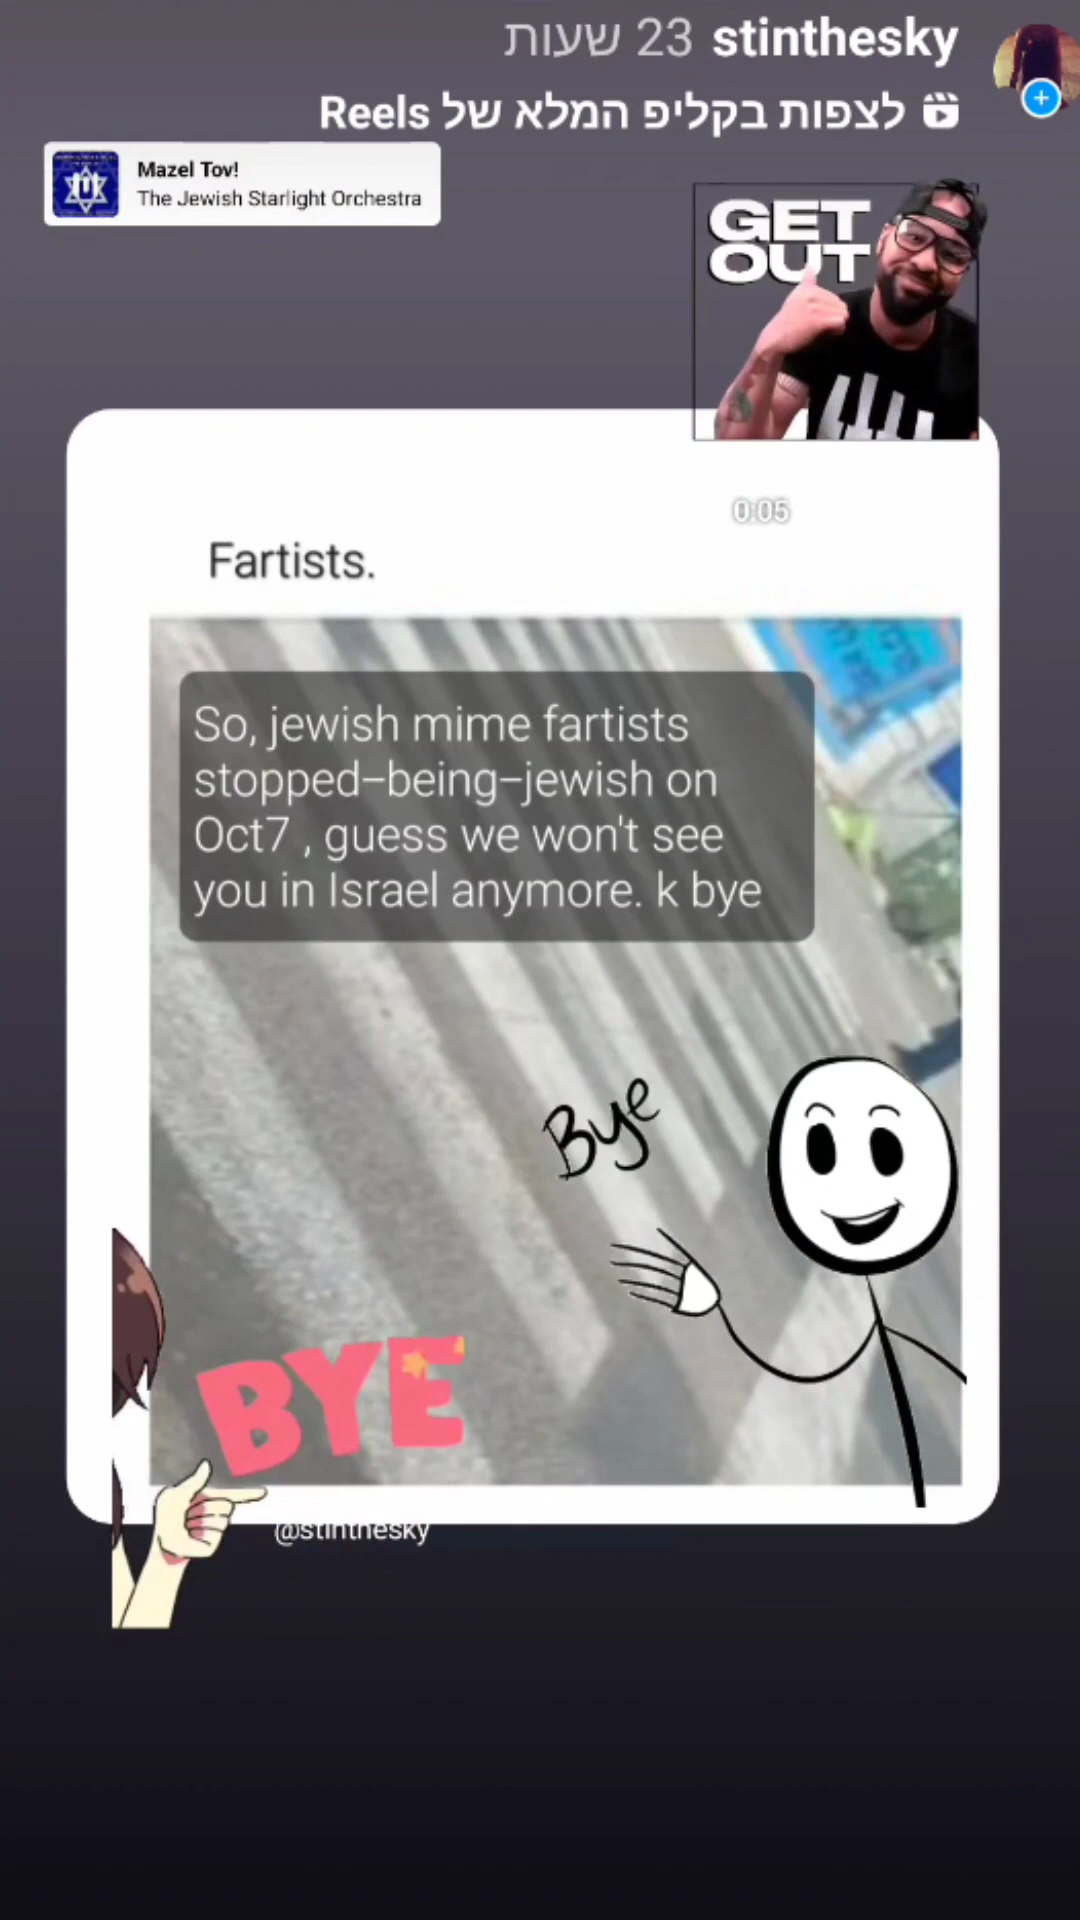 stinthesky 23 שעות
לצפות בקליפ המלא של Reels
Mazel Tov!
The Jewish Starlight Orchestra
GET
OUT
0:05
Fartists.
So, jewish mime fartists
stopped-being-jewish on
Oct7 , guess we won't see
you in Israel anymore. k bye
Bye
BYE
@stinthesky